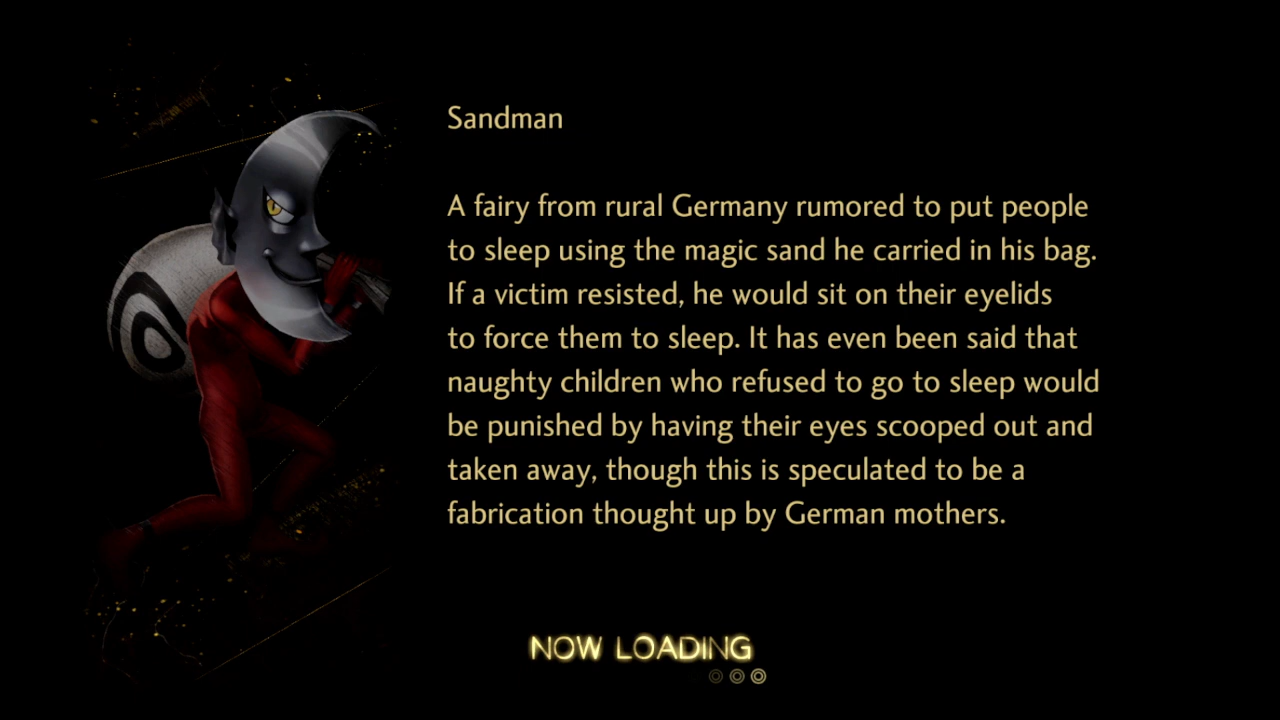 Sandman
A fairy from rural Germany rumored to put people
to sleep using the magic sand he carried in his bag.
If a victim resisted, he would sit on their eyelids
to force them to sleep. It has even been said that
naughty children who refused to go to sleep would
be punished by having their eyes scooped out and
taken away, though this is speculated to be a
fabrication thought up by German mothers.
NOW LOADING